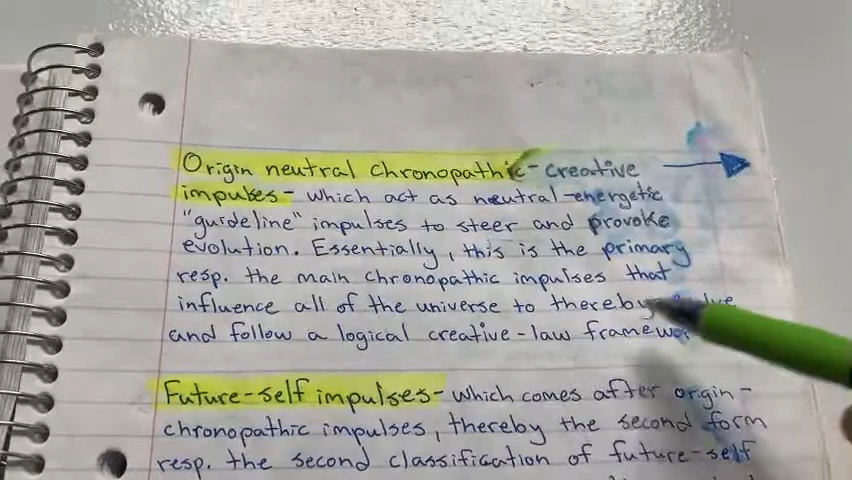 Origin neutral chronopathic-creative
impulses- which act as neutral-energetic
"guideline" impulses to steer and provoke
evolution. Essentially, this is the primary
resp. the main chronopathic impulses that
influence all of the universe to thereby
and follow a logical creative-law
Future-self impulses- which comes after origin-
chronopathic impulses, thereby the second form
resp. the second classification of future-self